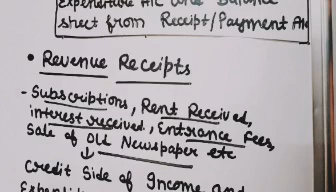 Expenditure A/C and Balance
sheet from Receipt/Payment A/c
• Revenue Receipts
- Subscriptions, Rent Received,
interest received, Entrance fees,
Sale of Old Newspaper etc
↓
Credit Side of Income and